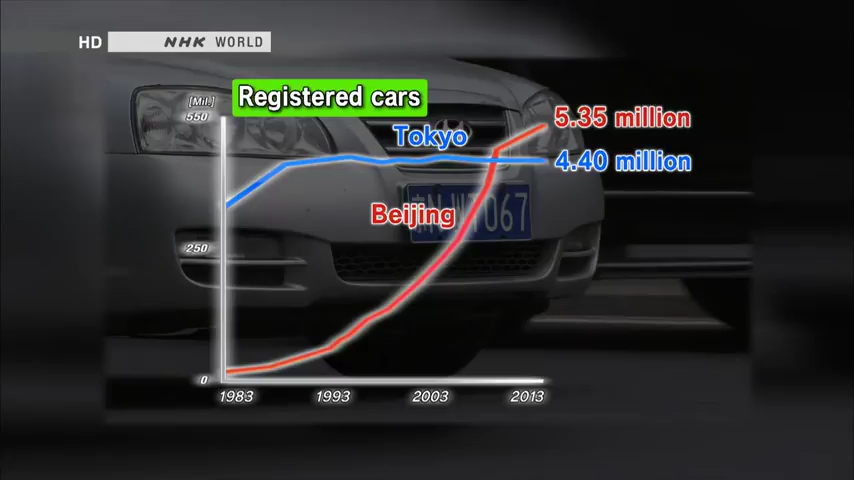 HD NHK WORLD
[Mil.]
Registered cars
550
5.35 million
Tokyo
4.40 million
Beijing
250
0
1983 1993 2003 2013